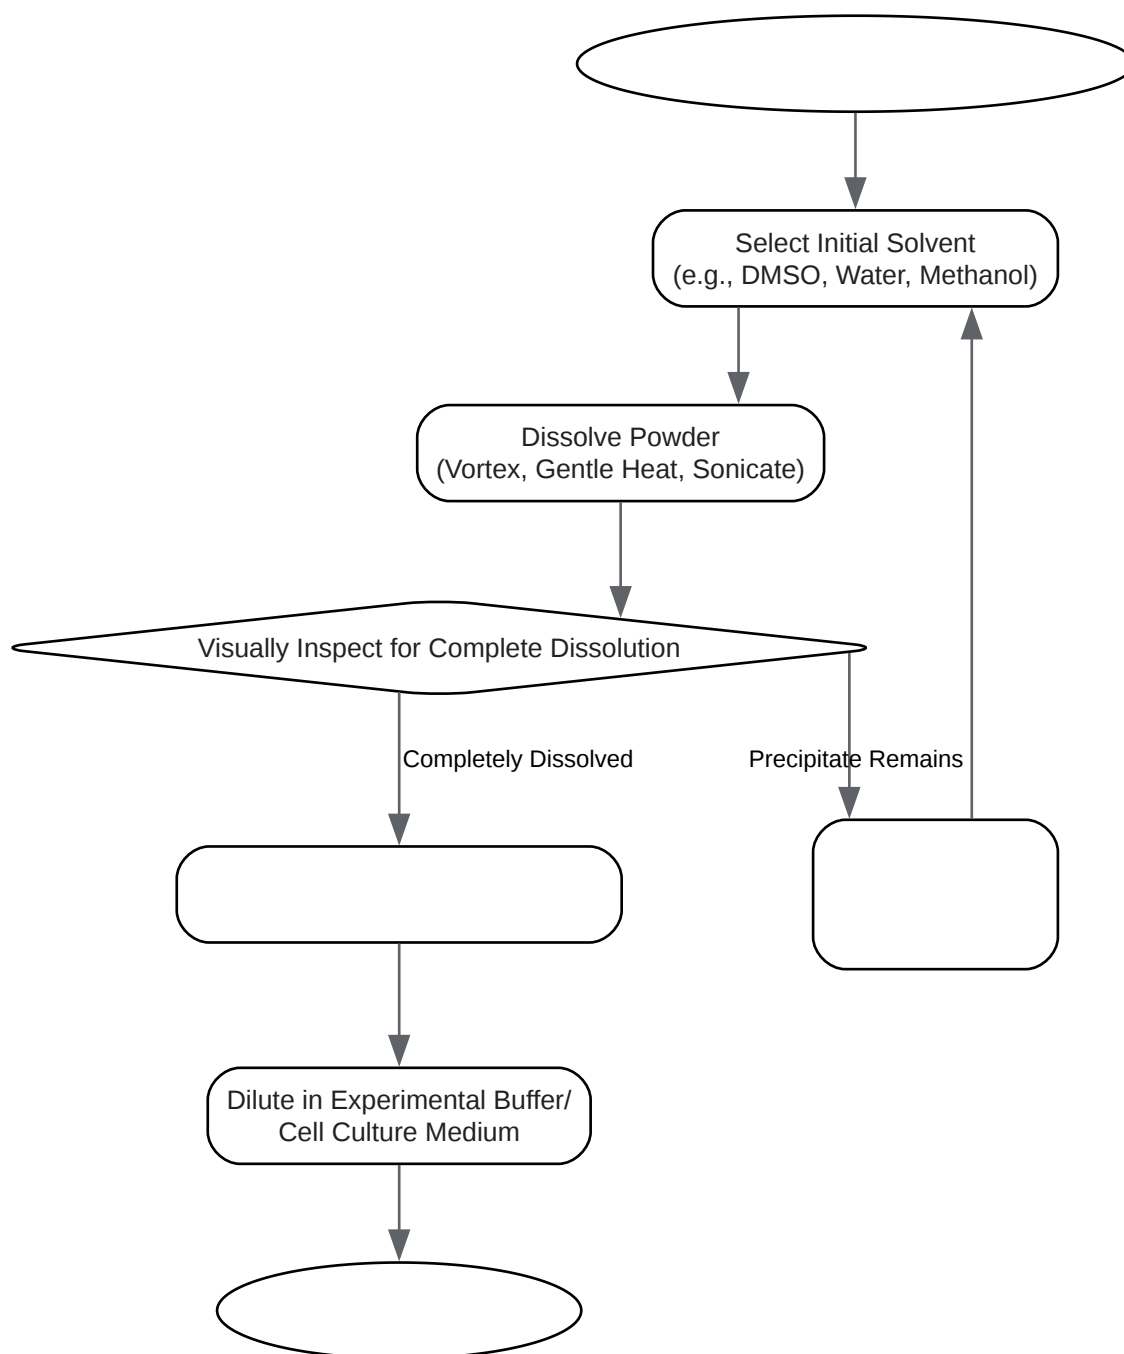 Select Initial Solvent
(e.g., DMSO, Water, Methanol)
Dissolve Powder
(Vortex, Gentle Heat, Sonicate)
Visually Inspect for Complete Dissolution
Completely Dissolved
Precipitate Remains
Dilute in Experimental Buffer/
Cell Culture Medium